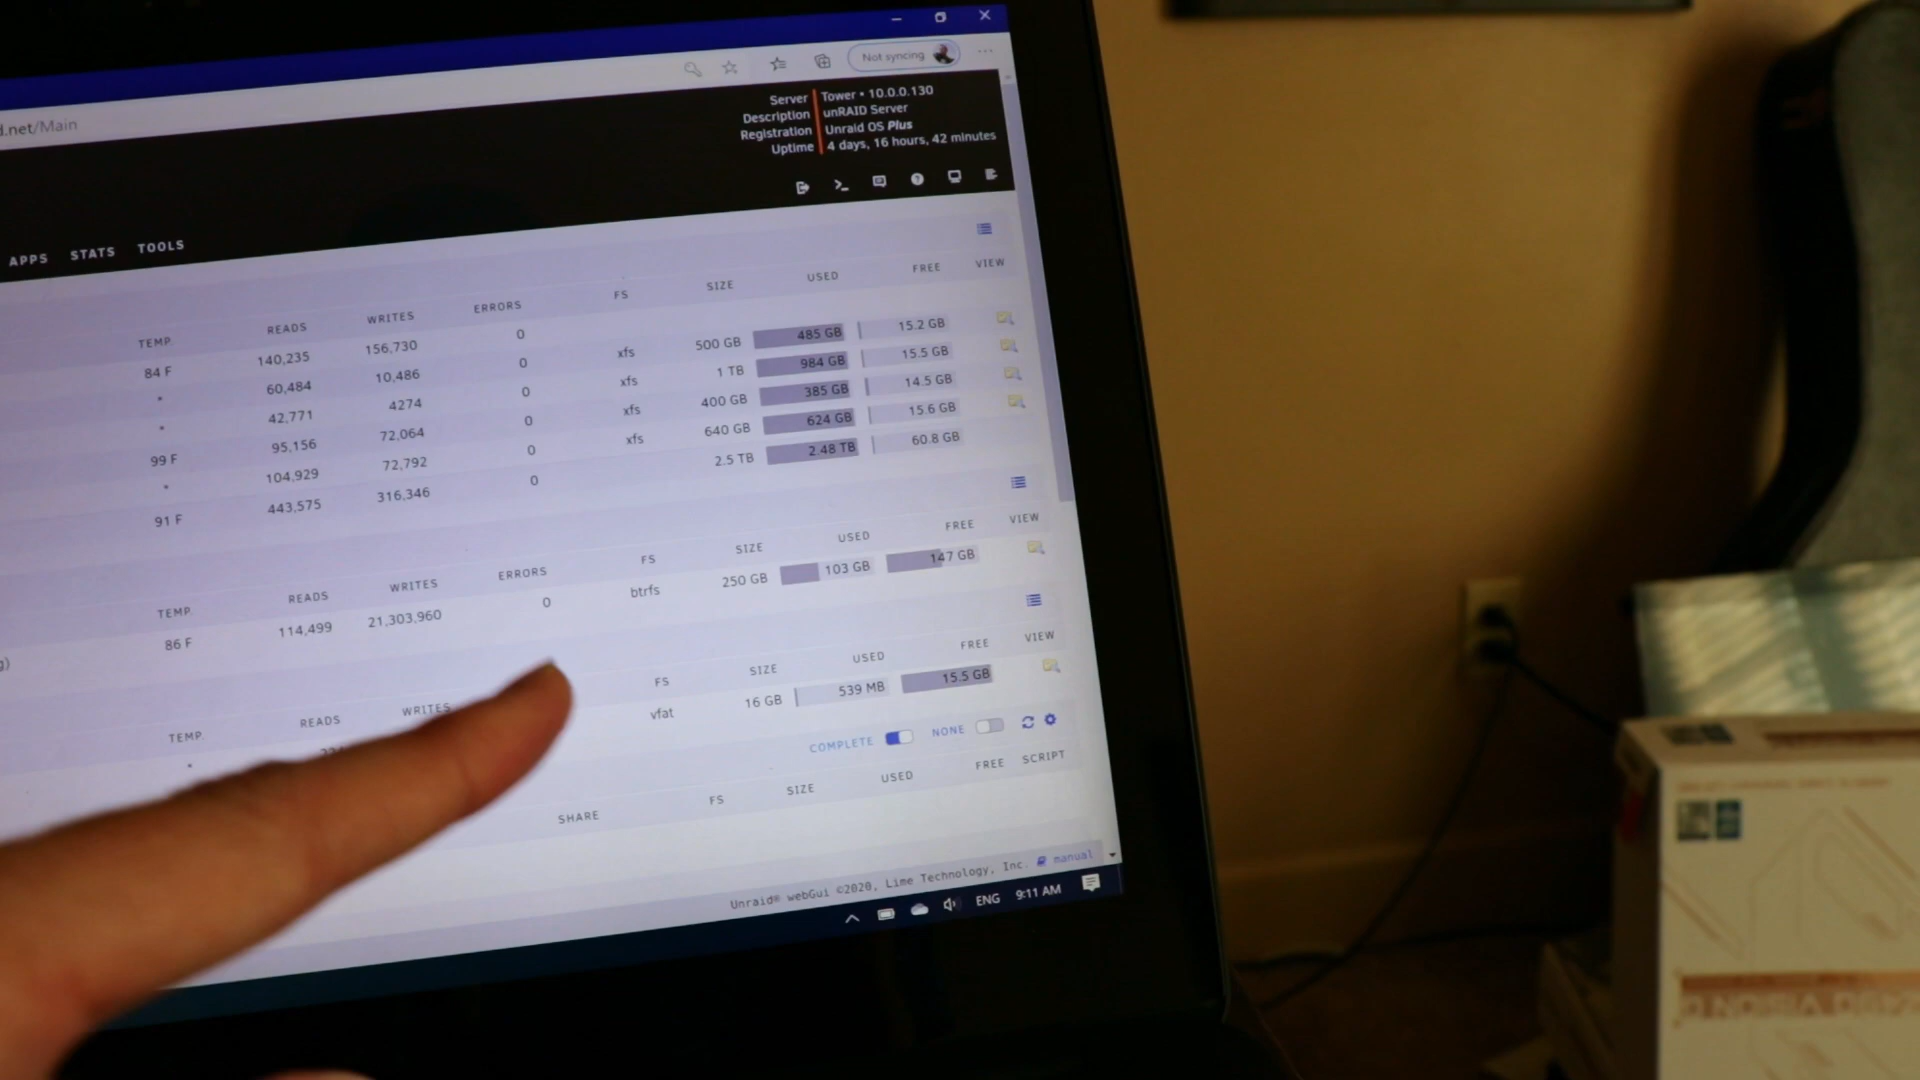 Not syncing
d.net/Main
Server Tower • 10.0.0.130
Description unRAID Server
Registration Unraid OS Plus
Uptime 4 days, 16 hours, 42 minutes
APPS STATS TOOLS
TEMP. READS WRITES ERRORS FS SIZE USED FREE VIEW
84 F 140,235 156,730 0
* 60,484 10,486 0 xfs 500 GB 485 GB 15.2 GB
* 42,771 4274 0 xfs 1 TB 984 GB 15.5 GB
99 F 95,156 72,064 0 xfs 400 GB 385 GB 14.5 GB
* 104,929 72,792 0 xfs 640 GB 624 GB 15.6 GB
91 F 443,575 316,346 0 2.5 TB 2.48 TB 60.8 GB
TEMP. READS WRITES ERRORS FS SIZE USED FREE VIEW
86 F 114,499 21,303,960 0 btrfs 250 GB 103 GB 147 GB
TEMP. READS WRITES FS SIZE USED FREE VIEW
* vfat 16 GB 539 MB 15.5 GB
COMPLETE NONE
SHARE FS SIZE USED FREE SCRIPT
Unraid® webGui ©2020, Lime Technology, Inc. manual
ENG 9:11 AM